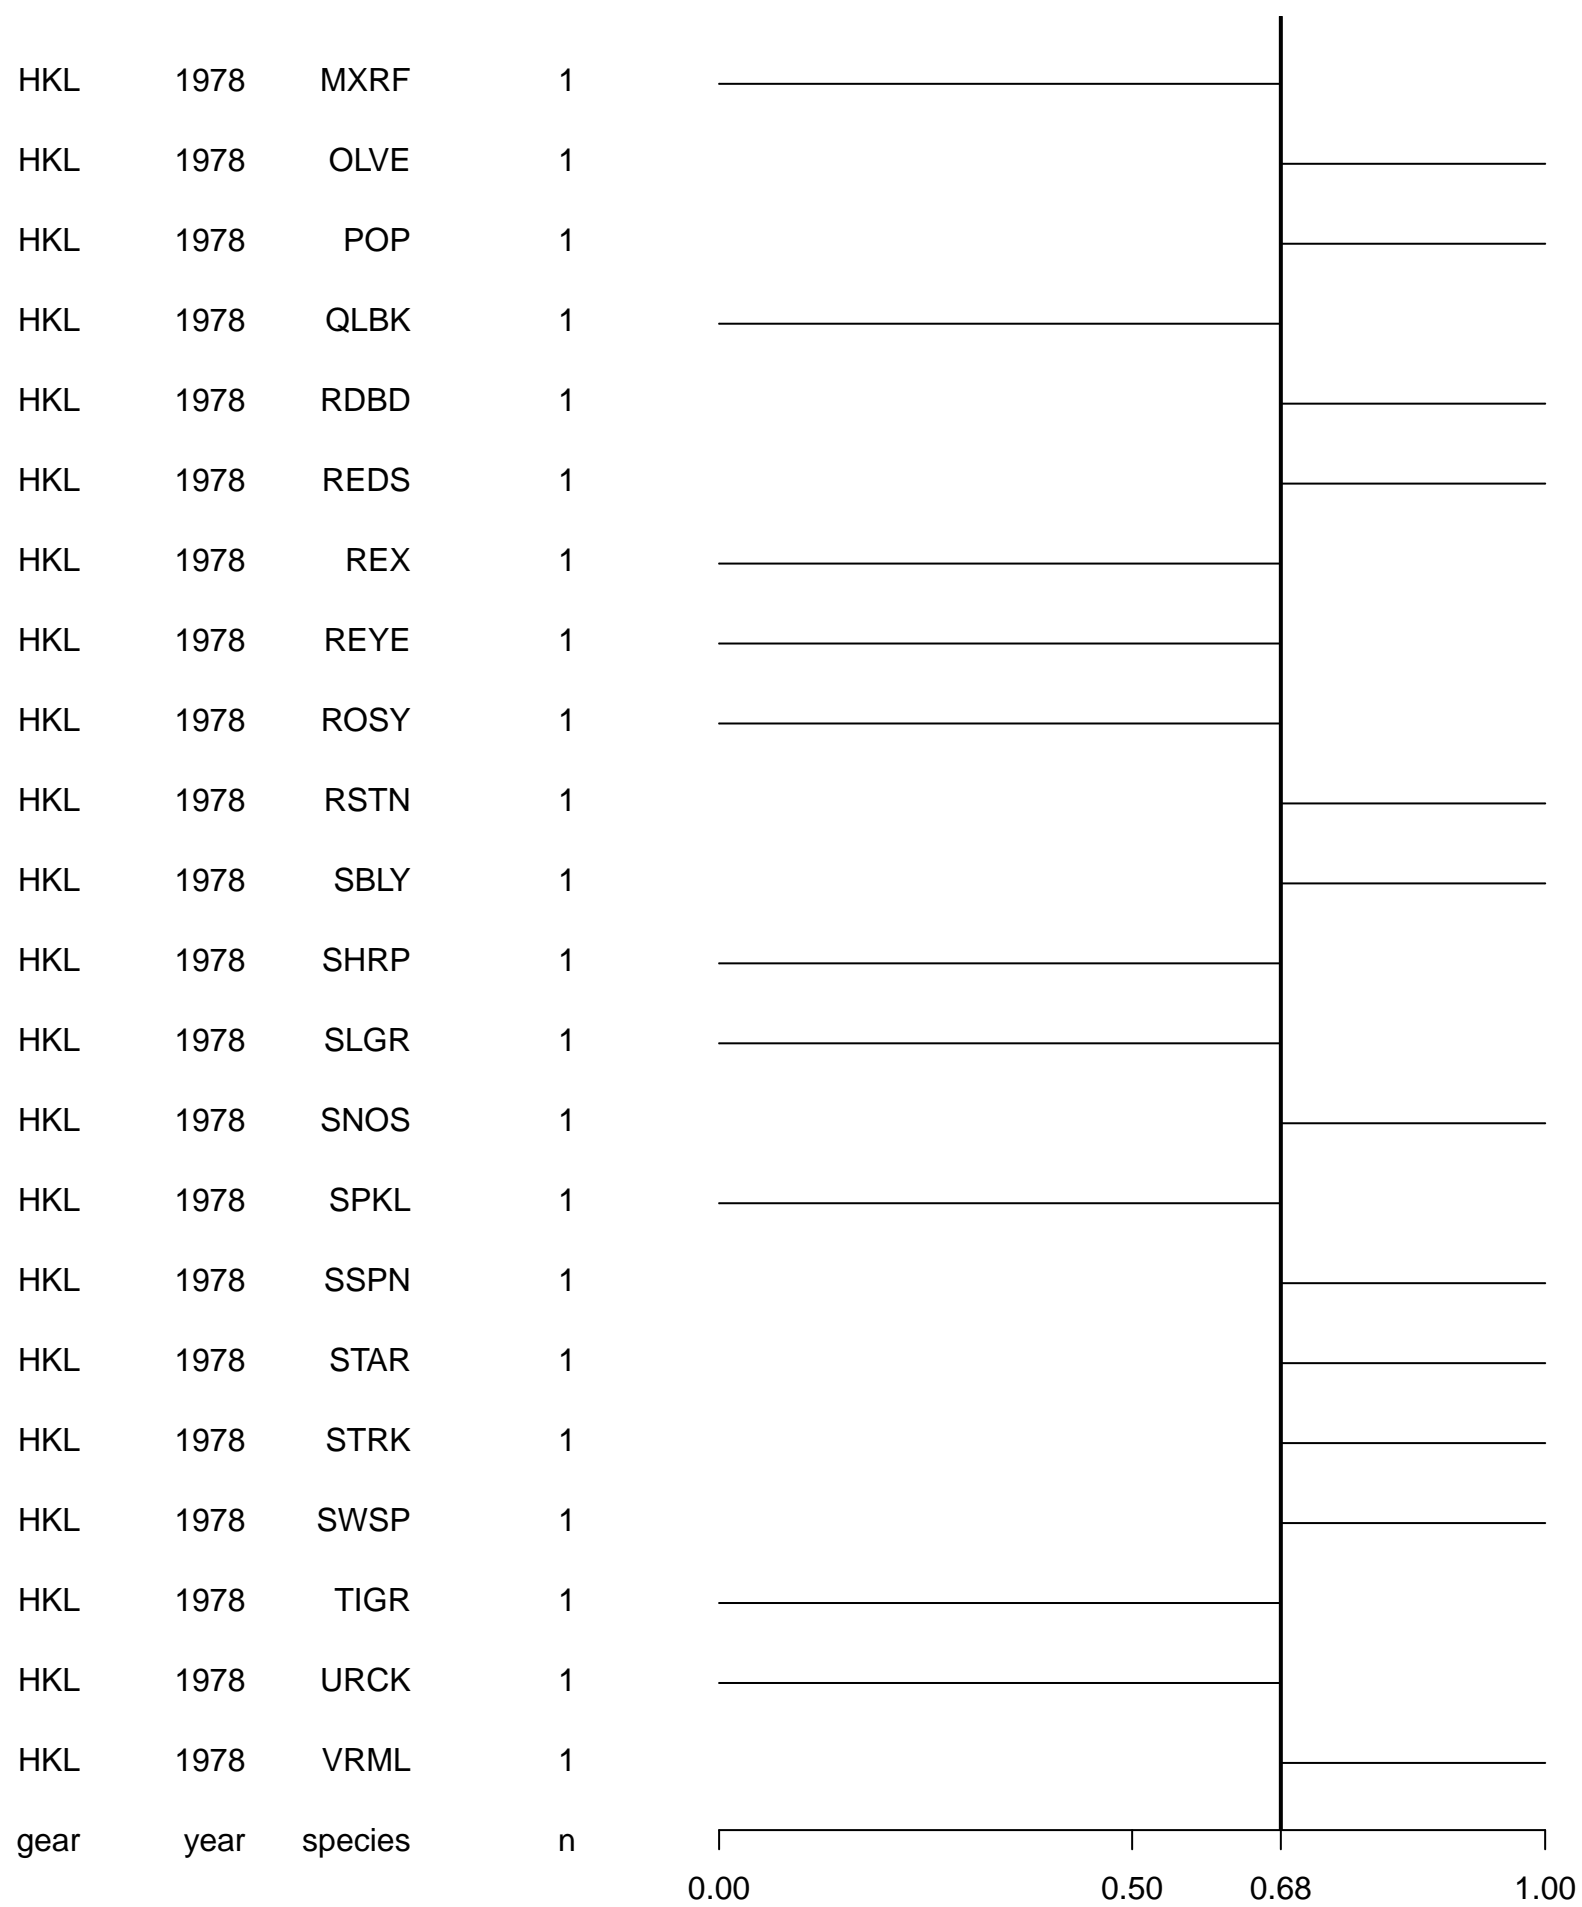 HKL 1978 MXRF 1
HKL 1978 OLVE 1
HKL 1978 POP 1
HKL 1978 QLBK 1
HKL 1978 RDBD 1
HKL 1978 REDS 1
HKL 1978 REX 1
HKL 1978 REYE 1
HKL 1978 ROSY 1
HKL 1978 RSTN 1
HKL 1978 SBLY 1
HKL 1978 SHRP 1
HKL 1978 SLGR 1
HKL 1978 SNOS 1
HKL 1978 SPKL 1
HKL 1978 SSPN 1
HKL 1978 STAR 1
HKL 1978 STRK 1
HKL 1978 SWSP 1
HKL 1978 TIGR 1
HKL 1978 URCK 1
HKL 1978 VRML 1
gear year species n
0.00 0.50 0.68 1.00